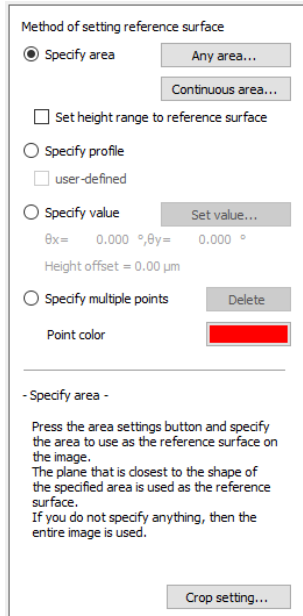 Method of setting reference surface
Specify area
Any area...
Continuous area...
Set height range to reference surface
Specify profile
user-defined
Specify value
Set value...
θx= 0.000 °,θy= 0.000 °
Height offset = 0.00 µm
Specify multiple points
Delete
Point color
- Specify area -
Press the area settings button and specify
the area to use as the reference surface on
the image.
The plane that is closest to the shape of
the specified area is used as the reference
surface.
If you do not specify anything, then the
entire image is used.
Crop setting...